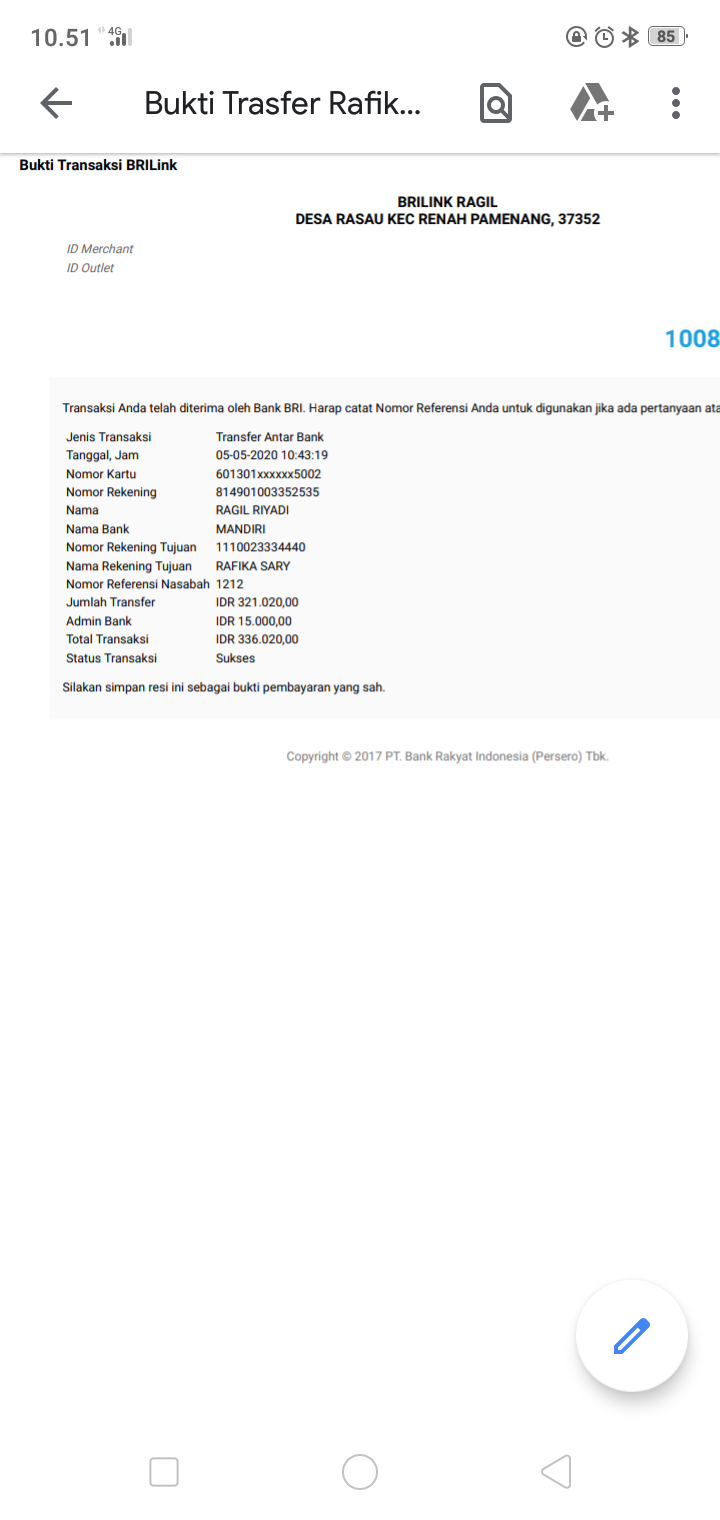 10.51 4G 85
Bukti Trasfer Rafik...
Bukti Transaksi BRILink
BRILINK RAGIL
DESA RASAU KEC RENAH PAMENANG, 37352
ID Merchant
ID Outlet
1008
Transaksi Anda telah diterima oleh Bank BRI. Harap catat Nomor Referensi Anda untuk digunakan jika ada pertanyaan ata
Jenis Transaksi Transfer Antar Bank
Tanggal, Jam 05-05-2020 10:43:19
Nomor Kartu 601301xxxxxx5002
Nomor Rekening 814901003352535
Nama RAGIL RIYADI
Nama Bank MANDIRI
Nomor Rekening Tujuan 1110023334440
Nama Rekening Tujuan RAFIKA SARY
Nomor Referensi Nasabah 1212
Jumlah Transfer IDR 321.020,00
Admin Bank IDR 15.000,00
Total Transaksi IDR 336.020,00
Status Transaksi Sukses
Silakan simpan resi ini sebagai bukti pembayaran yang sah.
Copyright © 2017 PT. Bank Rakyat Indonesia (Persero) Tbk.